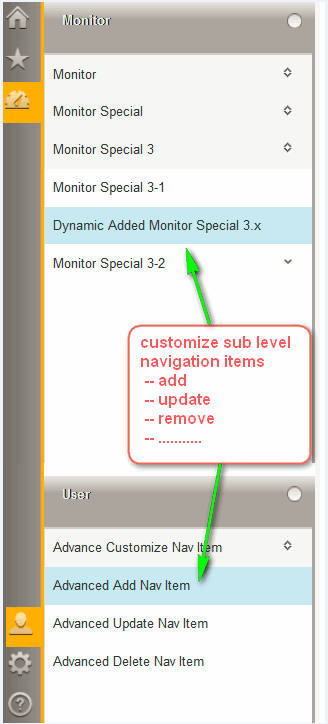 Monitor
Monitor
Monitor Special
Monitor Special 3
Monitor Special 3-1
Dynamic Added Monitor Special 3.x
Monitor Special 3-2
customize sub level
navigation items
-- add
-- update
-- remove
-- ...........
User
Advance Customize Nav Item
Advanced Add Nav Item
Advanced Update Nav Item
Advanced Delete Nav Item